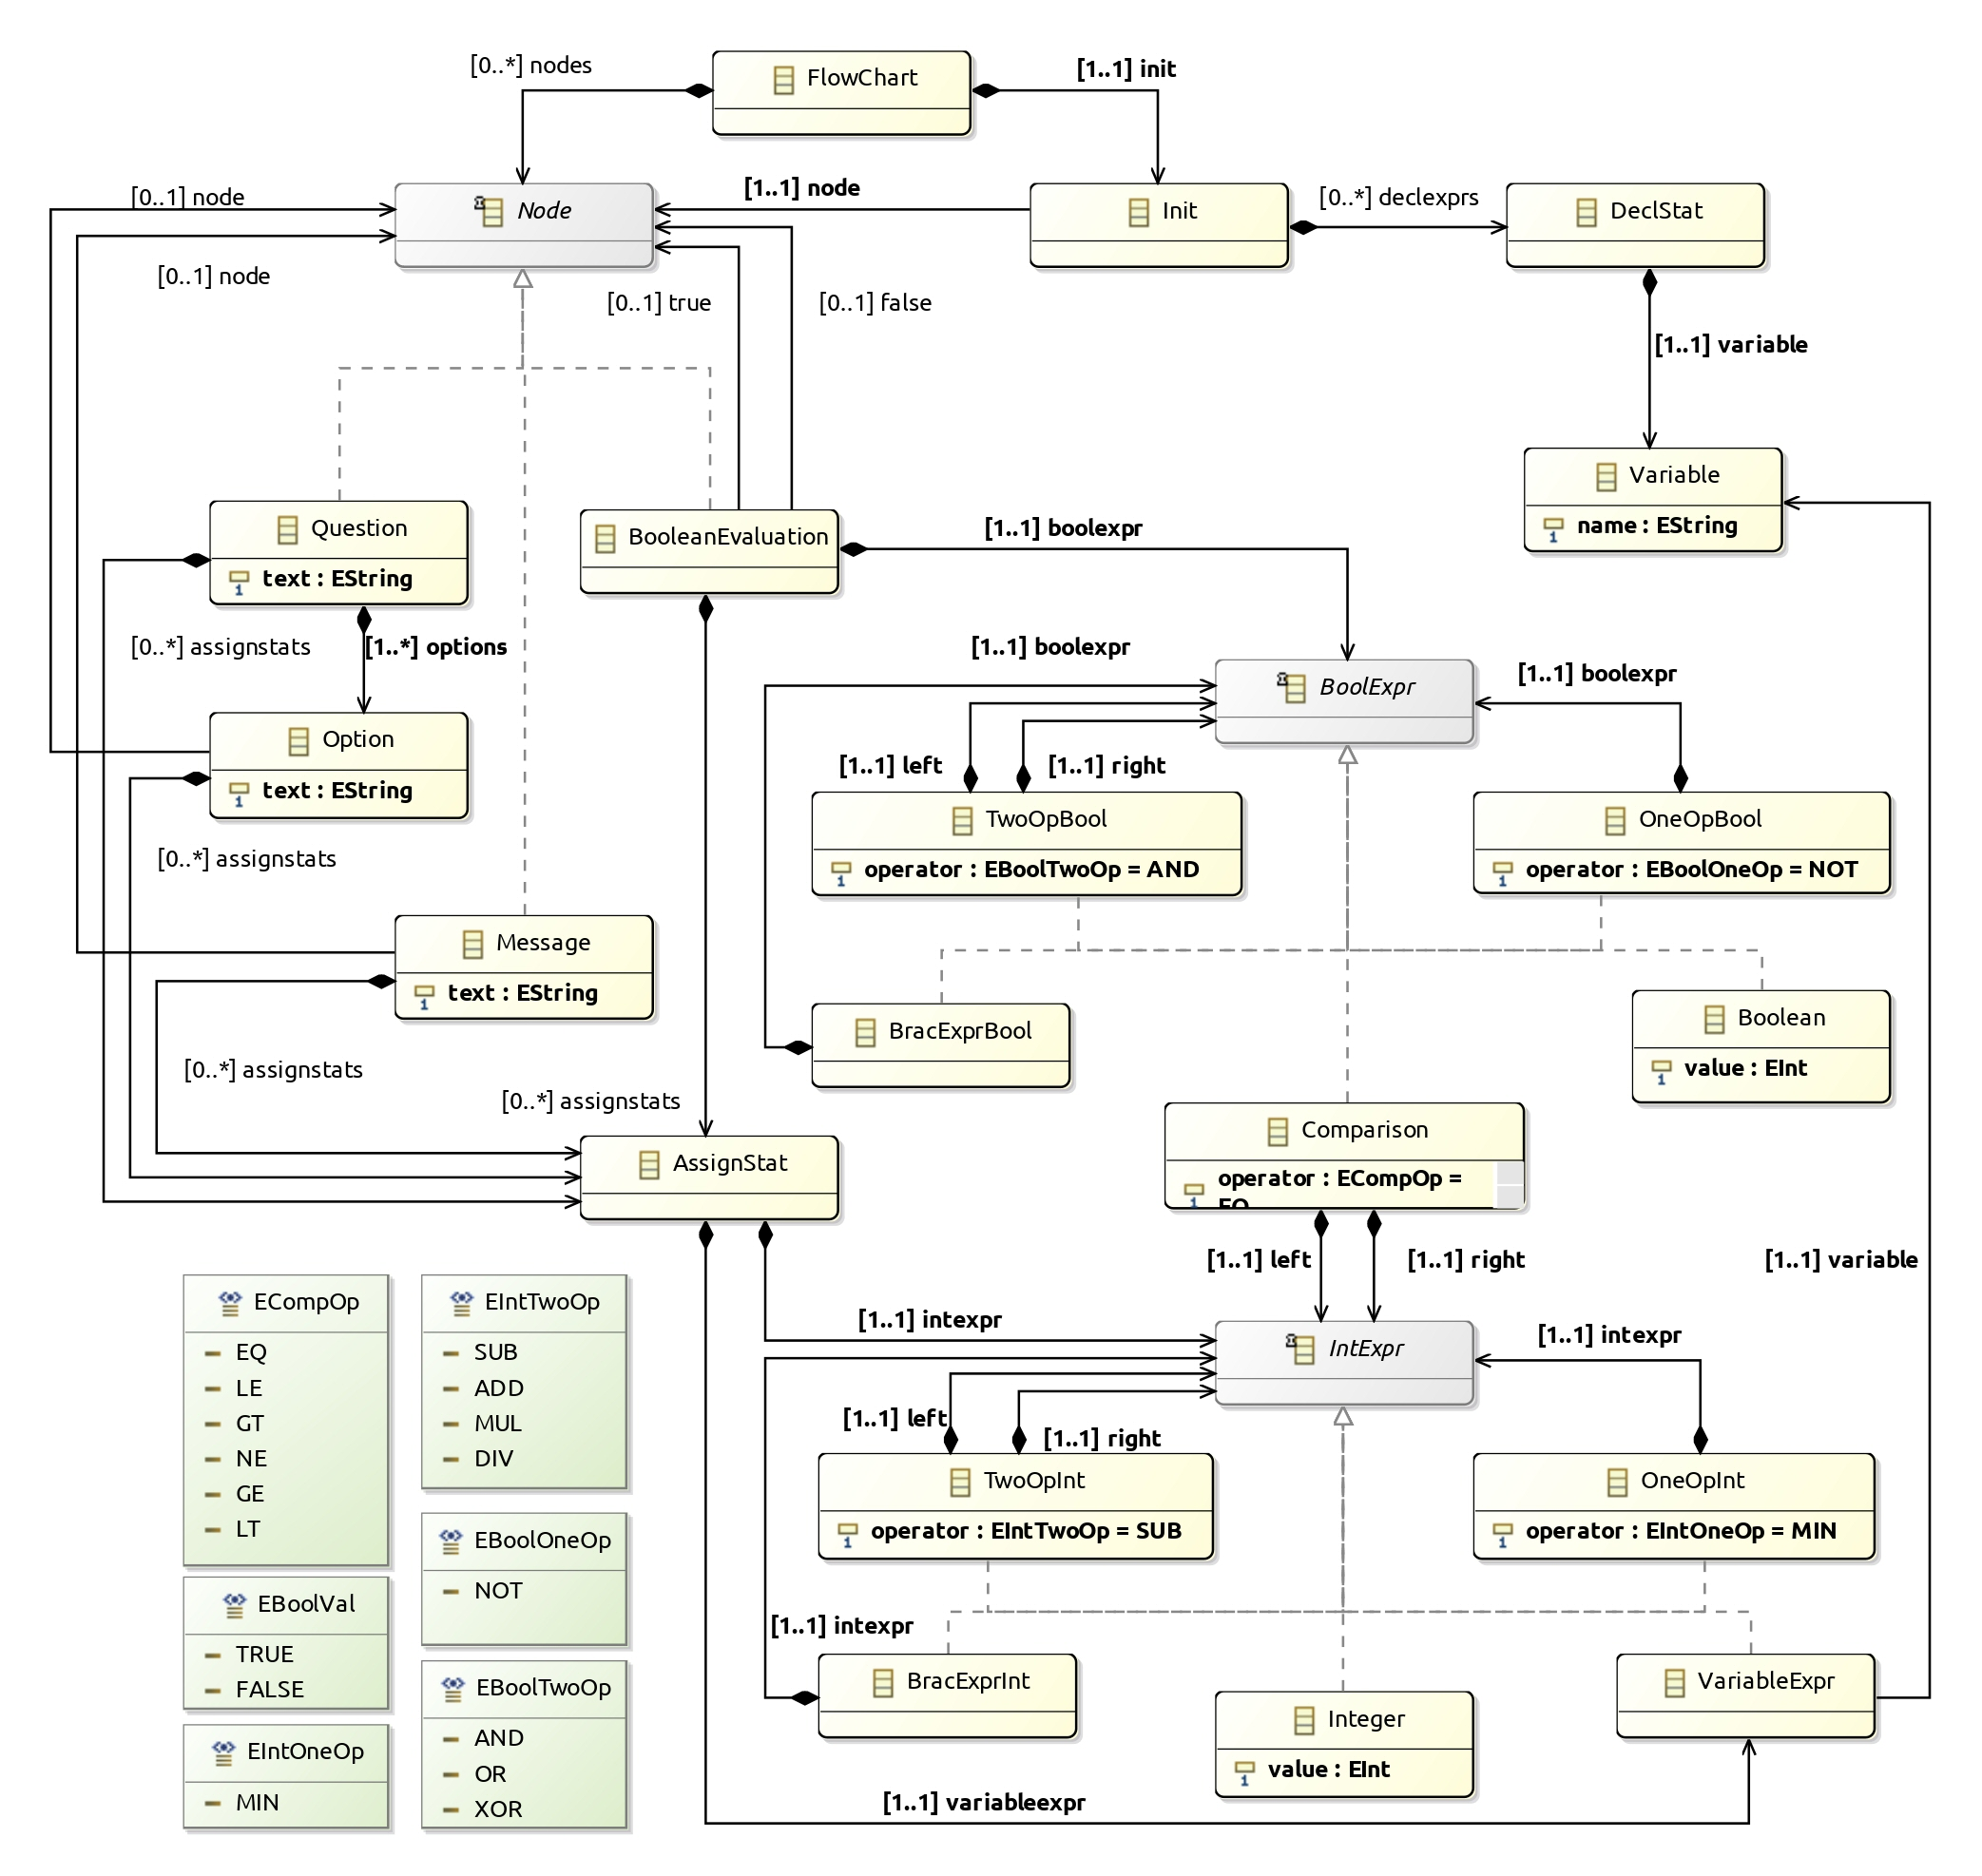 [0..*] nodes
FlowChart
[1..1] init
[0..1] node
Node
[1..1] node
Init
[0..*] declexprs
DeclStat
[0..1] node
[0..1] true
[0..1] false
[1..1] variable
Variable
name : EString
Question
text : EString
BooleanEvaluation
[1..1] boolexpr
[0..*] assignstats
[1..*] options
[1..1] boolexpr
BoolExpr
[1..1] boolexpr
Option
text : EString
[1..1] left
[1..1] right
TwoOpBool
operator : EBoolTwoOp = AND
OneOpBool
operator : EBoolOneOp = NOT
[0..*] assignstats
Message
text : EString
BracExprBool
Boolean
value : EInt
[0..*] assignstats
[0..*] assignstats
AssignStat
Comparison
operator : ECompOp =
EQ
[1..1] left
[1..1] right
[1..1] variable
ECompOp
EQ
LE
GT
NE
GE
LT
EIntTwoOp
SUB
ADD
MUL
DIV
[1..1] intexpr
IntExpr
[1..1] intexpr
[1..1] left
[1..1] right
TwoOpInt
operator : EIntTwoOp = SUB
OneOpInt
operator : EIntOneOp = MIN
EBoolOneOp
NOT
EBoolVal
TRUE
FALSE
[1..1] intexpr
BracExprInt
Integer
value : EInt
VariableExpr
EBoolTwoOp
AND
OR
XOR
EIntOneOp
MIN
[1..1] variableexpr